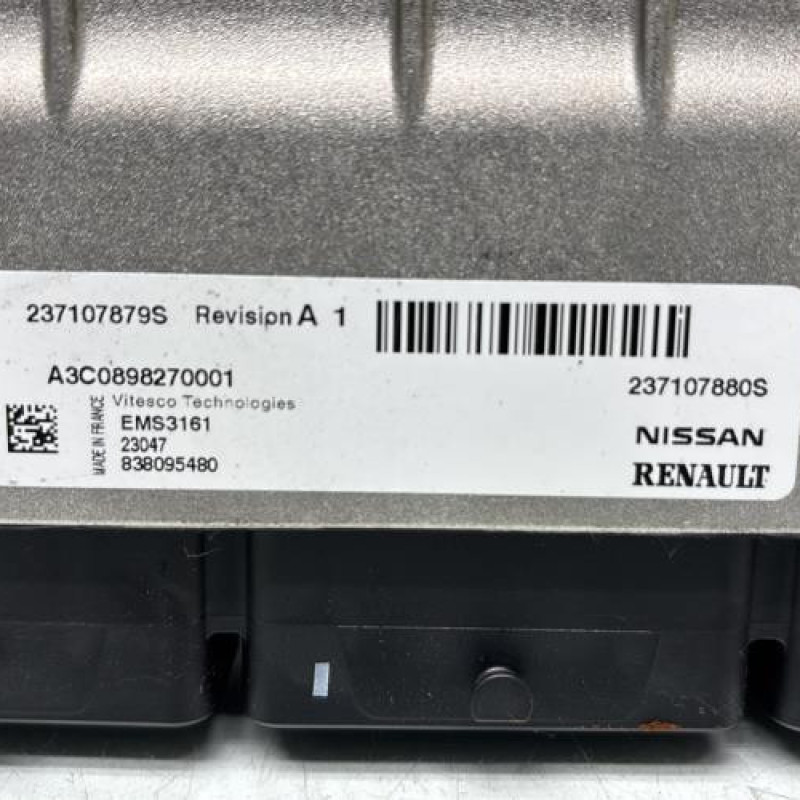 237107879S Revisipn A 1
A3C0898270001
237107880S
Vitesco Technologies
MADE IN FRANCE
EMS3161
23047
838095480
NISSAN
RENAULT